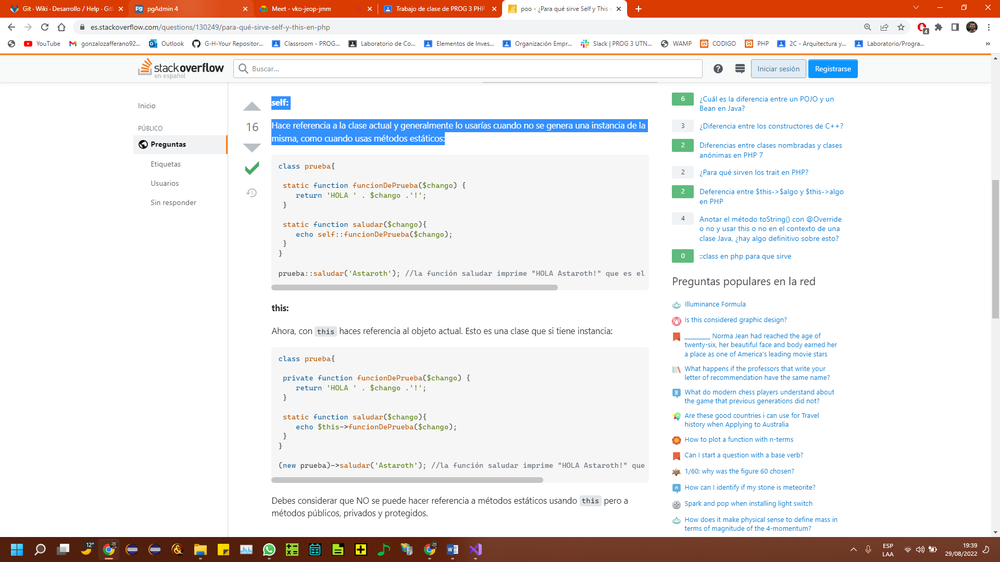 Git · Wiki · Desarrollo / Help · Git
pgAdmin 4
Meet - vko-jeop-jmm
Trabajo de clase de PROG 3 PHP
poo - ¿Para qué sirve Self y This
es.stackoverflow.com/questions/130249/para-qué-sirve-self-y-this-en-php
4
YouTube
gonzalozafferano92...
Outlook
G-H-Your Repositor...
Classroom - PROG...
Laboratorio de Co...
Elementos de Inves...
Organización Empr...
Slack | PROG 3 UTN...
WAMP
CODIGO
PHP
2C - Arquitectura y...
Laboratorio/Progra...
»
stackoverflow
en español
Buscar...
Iniciar sesión
Registrarse
Inicio
PÚBLICO
Preguntas
Etiquetas
Usuarios
Sin responder
16
self:
Hace referencia a la clase actual y generalmente lo usarías cuando no se genera una instancia de la
misma, como cuando usas métodos estáticos:
class prueba{
static function funcionDePrueba($chango) {
return 'HOLA ' . $chango .'!';
}
static function saludar($chango){
echo self::funcionDePrueba($chango);
}
}
prueba::saludar('Astaroth'); //la función saludar imprime "HOLA Astaroth!" que es el
this:
Ahora, con this haces referencia al objeto actual. Esto es una clase que si tiene instancia:
class prueba{
private function funcionDePrueba($chango) {
return 'HOLA ' . $chango .'!';
}
static function saludar($chango){
echo $this->funcionDePrueba($chango);
}
}
(new prueba)->saludar('Astaroth'); //la función saludar imprime "HOLA Astaroth!" que
Debes considerar que NO se puede hacer referencia a métodos estáticos usando this pero a
métodos públicos, privados y protegidos.
6
¿Cuál es la diferencia entre un POJO y un
Bean en Java?
3
¿Diferencia entre los constructores de C++?
2
Diferencias entre clases nombradas y clases
anónimas en PHP 7
2
¿Para qué sirven los trait en PHP?
2
Deferencia entre $this->$algo y $this->algo
en PHP
4
Anotar el método toString() con @Override
o no y usar this o no en el contexto de una
clase Java, ¿hay algo definitivo sobre esto?
0
::class en php para que sirve
Preguntas populares en la red
Illuminance Formula
Is this considered graphic design?
_________ Norma Jean had reached the age of
twenty-six, her beautiful face and body earned her
a place as one of America's leading movie stars
What happens if the professors that write your
letter of recommendation have the same name?
What do modern chess players understand about
the game that previous generations did not?
Are these good countries i can use for Travel
history when Applying to Australia
How to plot a function with n-terms
Can I start a question with a base verb?
1/60: why was the figure 60 chosen?
How can I identify if my stone is meteorite?
Spark and pop when installing light switch
How does it make physical sense to define mass in
terms of magnitude of the 4-momentum?
12°
ESP
LAA
19:39
29/08/2022